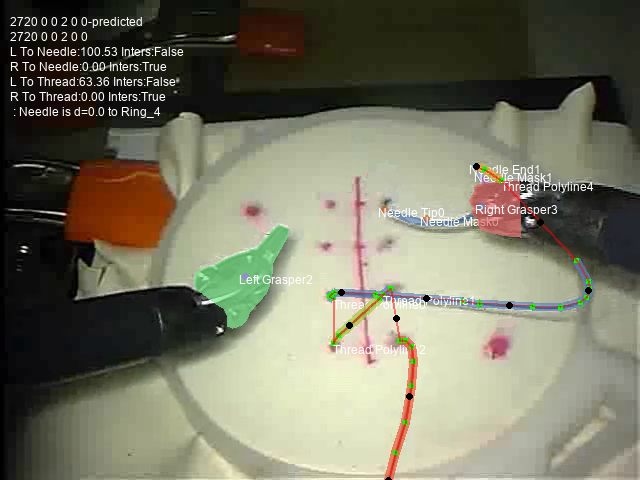 2720 0 0 2 0 0-predicted
2720 0 0 2 0 0
L To Needle:100.53 Inters:False
R To Needle:0.00 Inters:True
L To Thread:63.36 Inters:False
R To Thread:0.00 Inters:True
: Needle is d=0.0 to Ring_4
Needle End1
Needle Mask1
Thread Polyline4
Right Grasper3
Needle Tip0
Needle Mask0
Left Grasper2
Thread Polyline1
Thread Polyline2